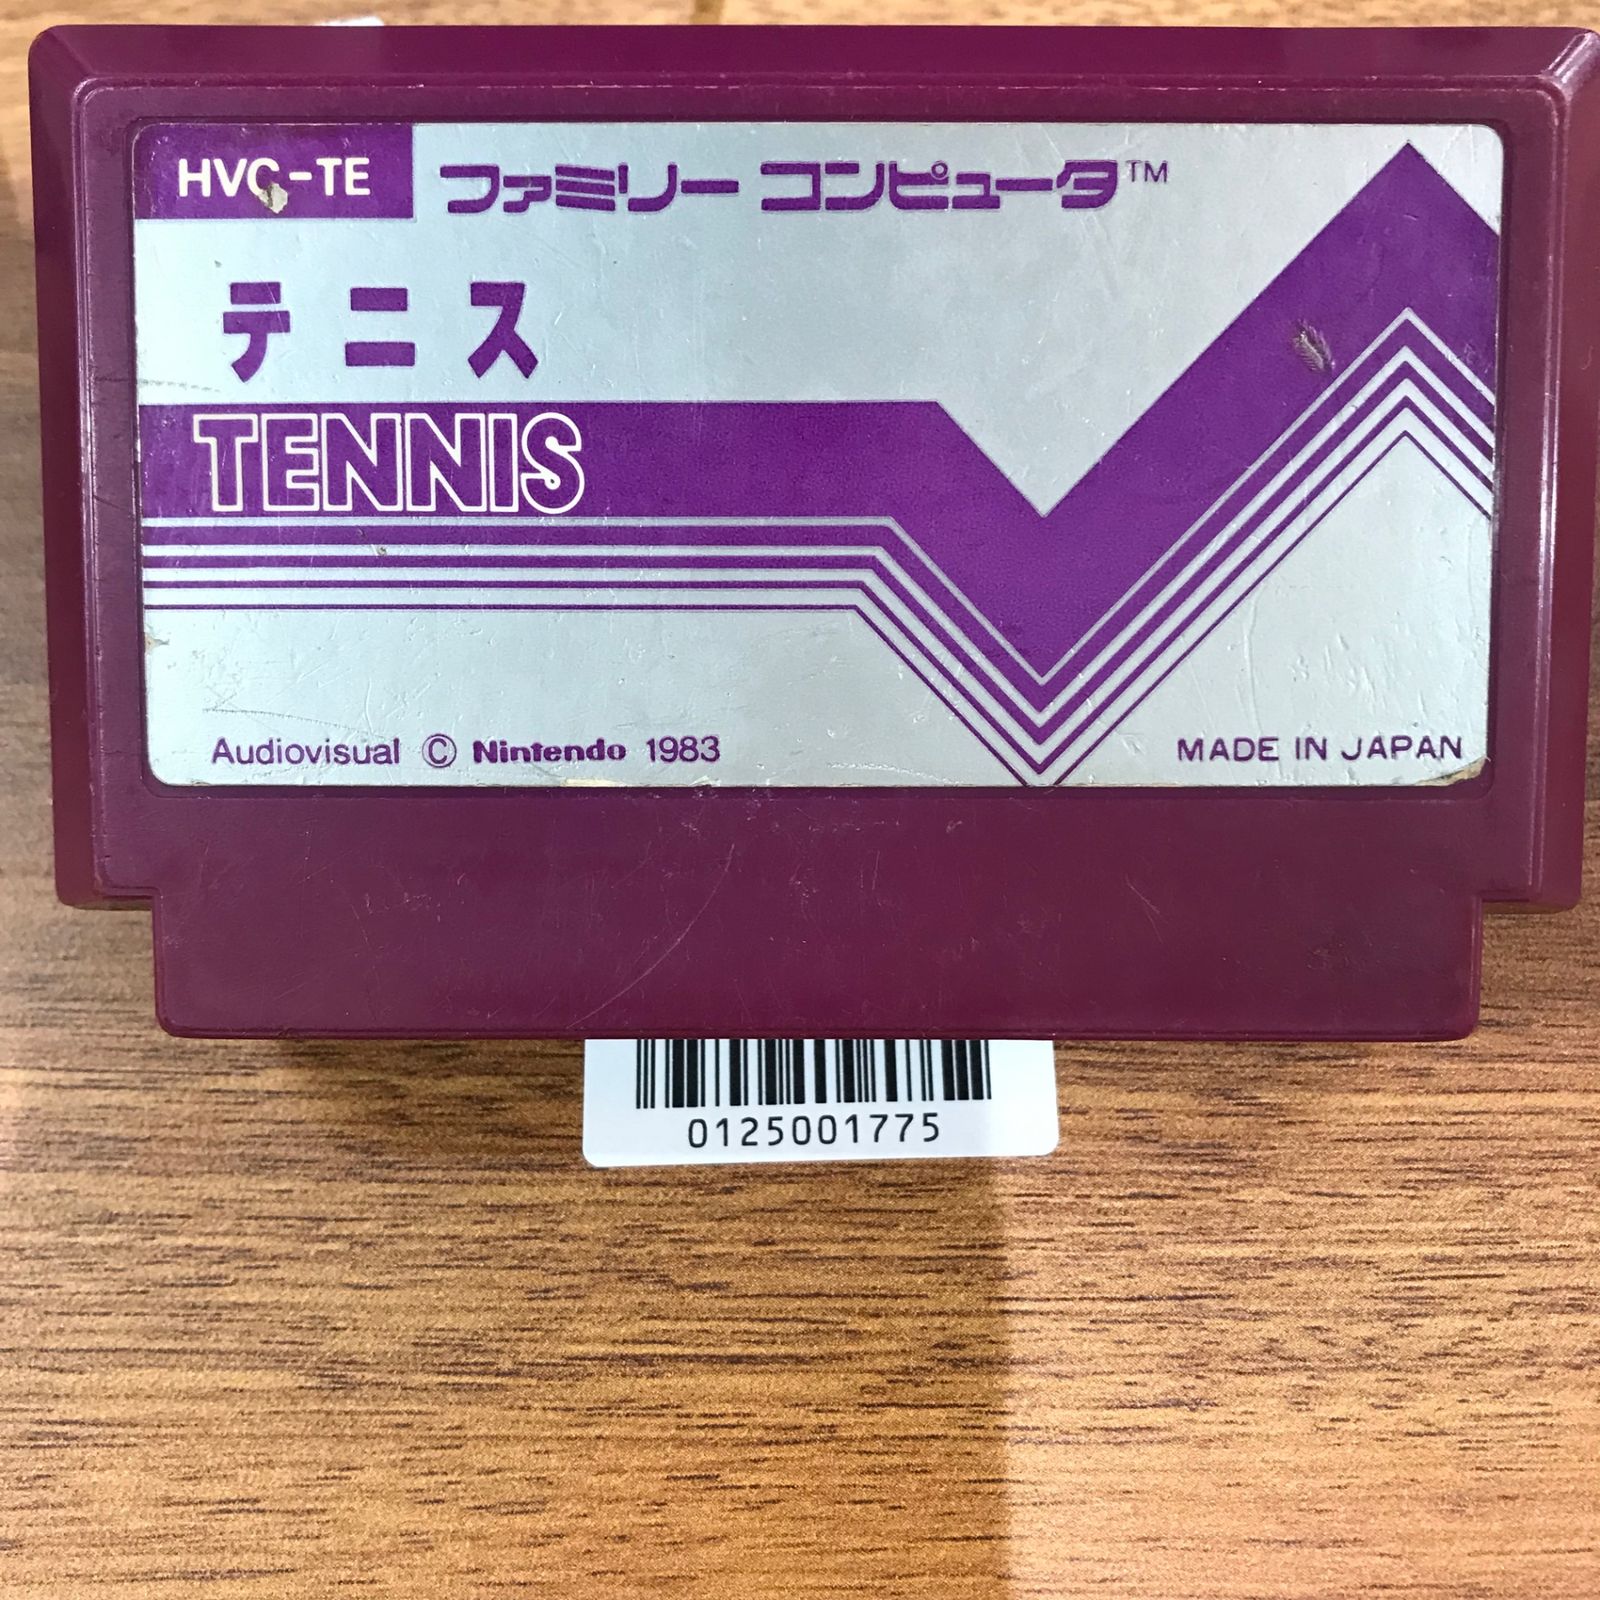 HVC-TE
ファミリー コンピュータ™
テニス
TENNIS
Audiovisual © Nintendo 1983
MADE IN JAPAN
0125001775